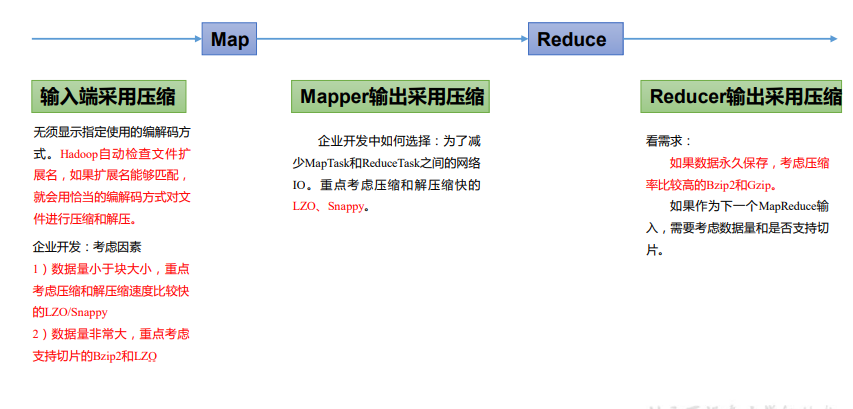 Map
Reduce
输入端采用压缩
无须显示指定使用的编解码方
式。Hadoop自动检查文件扩
展名，如果扩展名能够匹配，
就会用恰当的编解码方式对文
件进行压缩和解压。
企业开发：考虑因素
1）数据量小于块大小，重点
考虑压缩和解压缩速度比较快
的LZO/Snappy
2）数据量非常大，重点考虑
支持切片的Bzip2和LZO
Mapper输出采用压缩
企业开发中如何选择：为了减
少MapTask和ReduceTask之间的网络
IO。重点考虑压缩和解压缩快的
LZO、Snappy。
Reducer输出采用压缩
看需求：
如果数据永久保存，考虑压缩
率比较高的Bzip2和Gzip。
如果作为下一个MapReduce输
入，需要考虑数据量和是否支持切
片。